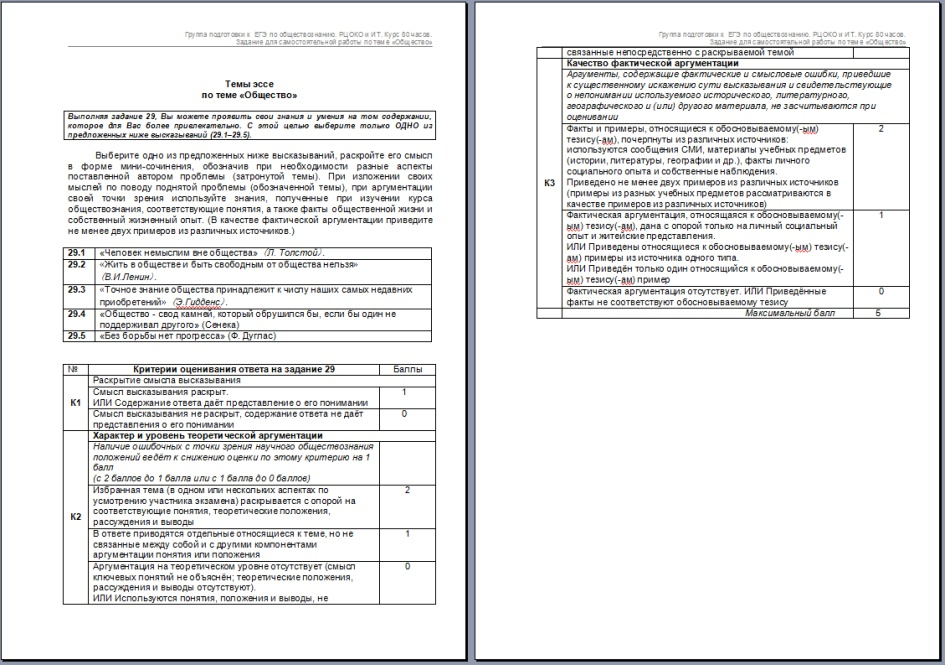 Группа подготовки к ЕГЭ по обществознанию. РЦОКО и ИТ. Курс 80 часов.
Задание для самостоятельной работы по теме «Общество»
Темы эссе
по теме «Общество»
Выполняя задание 29, Вы можете проявить свои знания и умения на том содержании,
которое для Вас более привлекательно. С этой целью выберите только ОДНО из
предложенных ниже высказываний (29.1–29.5).
Выберите одно из предложенных ниже высказываний, раскройте его смысл
в форме мини-сочинения, обозначив при необходимости разные аспекты
поставленной автором проблемы (затронутой темы). При изложении своих
мыслей по поводу поднятой проблемы (обозначенной темы), при аргументации
своей точки зрения используйте знания, полученные при изучении курса
обществознания, соответствующие понятия, а также факты общественной жизни и
собственный жизненный опыт. (В качестве фактической аргументации приведите
не менее двух примеров из различных источников.)
29.1 «Человек немыслим вне общества» (Л. Толстой).
29.2 «Жить в обществе и быть свободным от общества нельзя»
(В.И.Ленин).
29.3 «Точное знание общества принадлежит к числу наших самых недавних
приобретений» (Э.Гидденс).
29.4 «Общество - свод камней, который обрушился бы, если бы один не
поддерживал другого» (Сенека)
29.5 «Без борьбы нет прогресса» (Ф. Дуглас)
№ Критерии оценивания ответа на задание 29 Баллы
К1 Раскрытие смысла высказывания
Смысл высказывания раскрыт. 1
ИЛИ Содержание ответа даёт представление о его понимании
Смысл высказывания не раскрыт, содержание ответа не даёт 0
представления о его понимании
К2 Характер и уровень теоретической аргументации
Наличие ошибочных с точки зрения научного обществознания
положений ведёт к снижению оценки по этому критерию на 1
балл
(с 2 баллов до 1 балла или с 1 балла до 0 баллов)
Избранная тема (в одном или нескольких аспектах по 2
усмотрению участника экзамена) раскрывается с опорой на
соответствующие понятия, теоретические положения,
рассуждения и выводы
В ответе приводятся отдельные относящиеся к теме, но не 1
связанные между собой и с другими компонентами
аргументации понятия или положения
Аргументация на теоретическом уровне отсутствует (смысл 0
ключевых понятий не объяснён; теоретические положения,
рассуждения и выводы отсутствуют).
ИЛИ Используются понятия, положения и выводы, не
Группа подготовки к ЕГЭ по обществознанию. РЦОКО и ИТ. Курс 80 часов.
Задание для самостоятельной работы по теме «Общество»
связанные непосредственно с раскрываемой темой
К3 Качество фактической аргументации
Аргументы, содержащие фактические и смысловые ошибки, приведшие
к существенному искажению сути высказывания и свидетельствующие
о непонимании используемого исторического, литературного,
географического и (или) другого материала, не засчитываются при
оценивании
Факты и примеры, относящиеся к обосновываемому(-ым) 2
тезису(-ам), почерпнуты из различных источников:
используются сообщения СМИ, материалы учебных предметов
(истории, литературы, географии и др.), факты личного
социального опыта и собственные наблюдения.
Приведено не менее двух примеров из различных источников
(примеры из разных учебных предметов рассматриваются в
качестве примеров из различных источников)
Фактическая аргументация, относящаяся к обосновываемому(- 1
ым) тезису(-ам), дана с опорой только на личный социальный
опыт и житейские представления.
ИЛИ Приведены относящиеся к обосновываемому(-ым) тезису(-
ам) примеры из источника одного типа.
ИЛИ Приведён только один относящийся к обосновываемому(-
ым) тезису(-ам) пример
Фактическая аргументация отсутствует. ИЛИ Приведённые 0
факты не соответствуют обосновываемому тезису
Максимальный балл 5